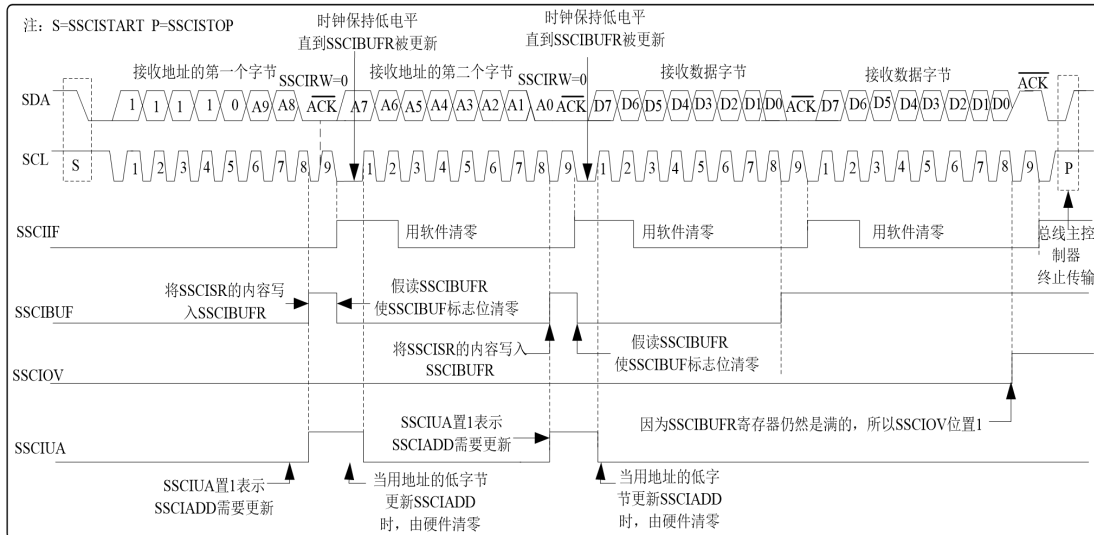 注：S=SSCISTART P=SSCISTOP
时钟保持低电平
直到SSCIBUFR被更新
时钟保持低电平
直到SSCIBUFR被更新
接收地址的第一个字节
SSCIRW=0
接收地址的第二个字节
SSCIRW=0
接收数据字节
接收数据字节
ACK
SDA
1 1 1 1 0 A9 A8 ACK A7 A6 A5 A4 A3 A2 A1 A0 ACK D7 D6 D5 D4 D3 D2 D1 D0 ACK D7 D6 D5 D4 D3 D2 D1 D0
SCL
S 1 2 3 4 5 6 7 8 9 1 2 3 4 5 6 7 8 9 1 2 3 4 5 6 7 8 9 1 2 3 4 5 6 7 8 9 P
SSCIIF
用软件清零
用软件清零
用软件清零
总线主控
制器
终止传输
SSCIBUF
将SSCISR的内容写
入SSCIBUFR
假读SSCIBUFR
使SSCIBUF标志位清零
将SSCISR的内容写入
SSCIBUFR
假读SSCIBUFR
使SSCIBUF标志位清零
SSCIOV
因为SSCIBUFR寄存器仍然是满的，所以SSCIOV位置1
SSCIUA
SSCIUA置1表示
SSCIADD需要更新
SSCIUA置1表示
SSCIADD需要更新
当用地址的低字节
更新SSCIADD
时，由硬件清零
当用地址的低字
节更新SSCIADD
时，由硬件清零